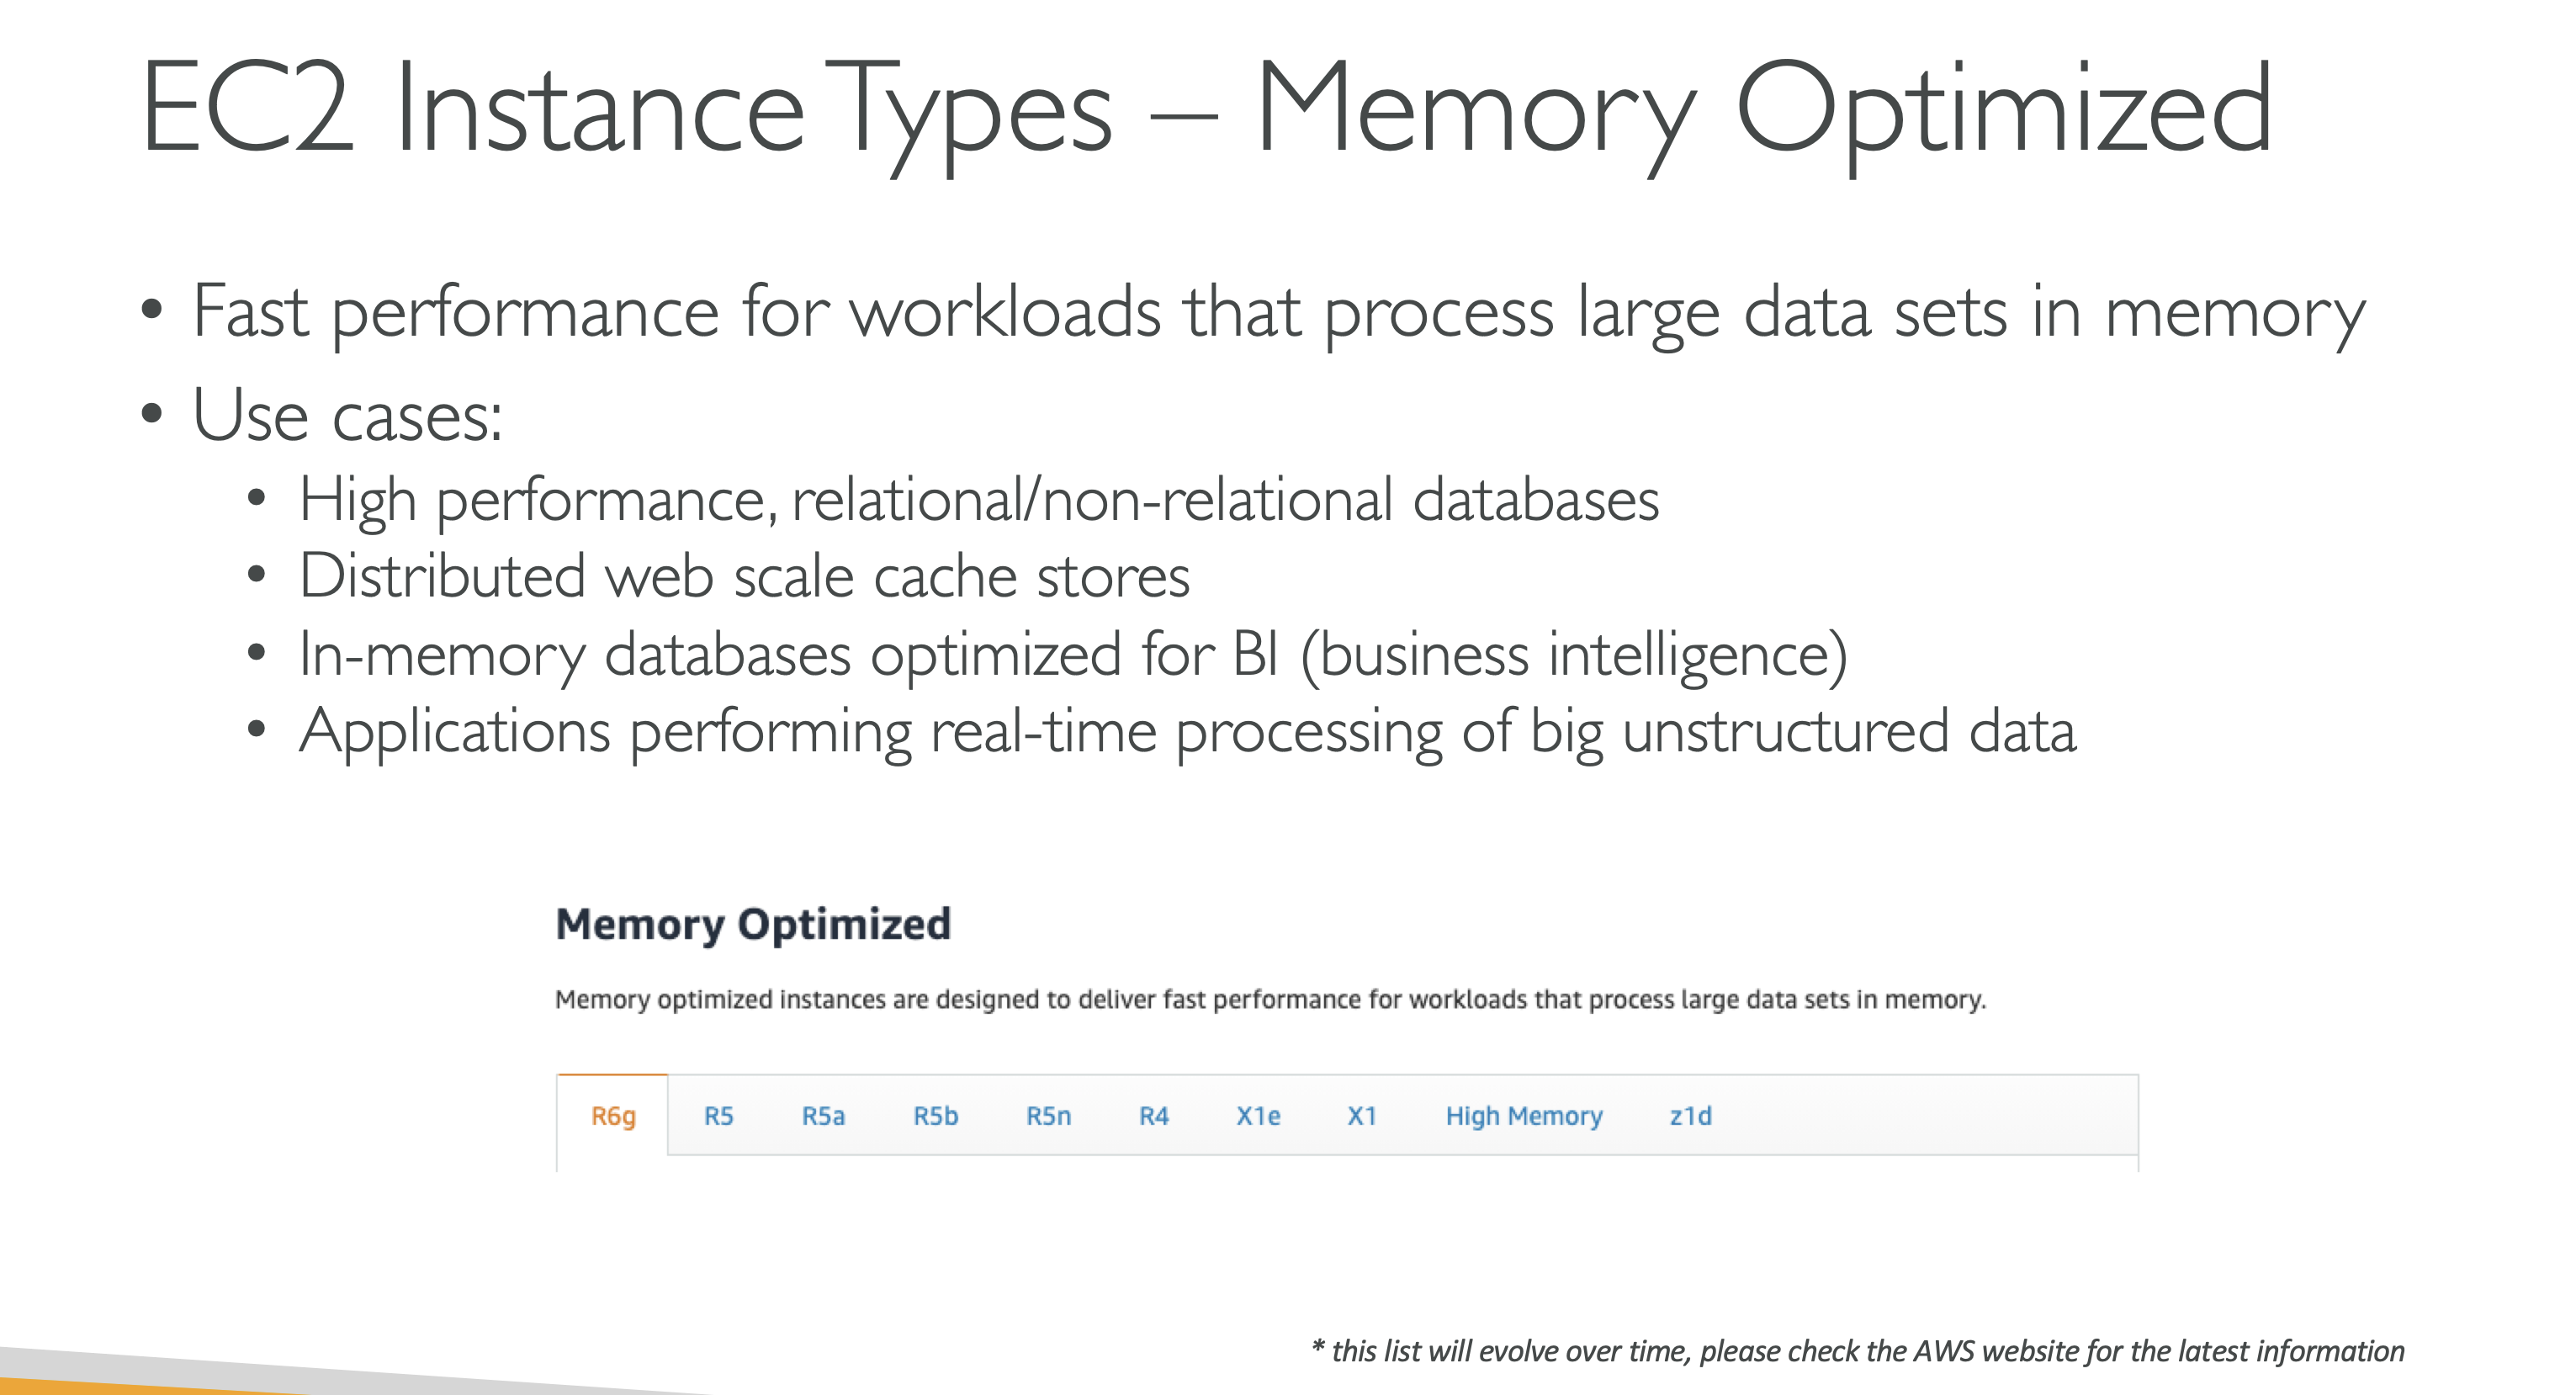 EC2 Instance Types – Memory Optimized
• Fast performance for workloads that process large data sets in memory
• Use cases:
• High performance, relational/non-relational databases
• Distributed web scale cache stores
• In-memory databases optimized for BI (business intelligence)
• Applications performing real-time processing of big unstructured data
Memory Optimized
Memory optimized instances are designed to deliver fast performance for workloads that process large data sets in memory.
R6g R5 R5a R5b R5n R4 X1e X1 High Memory z1d
* this list will evolve over time, please check the AWS website for the latest information